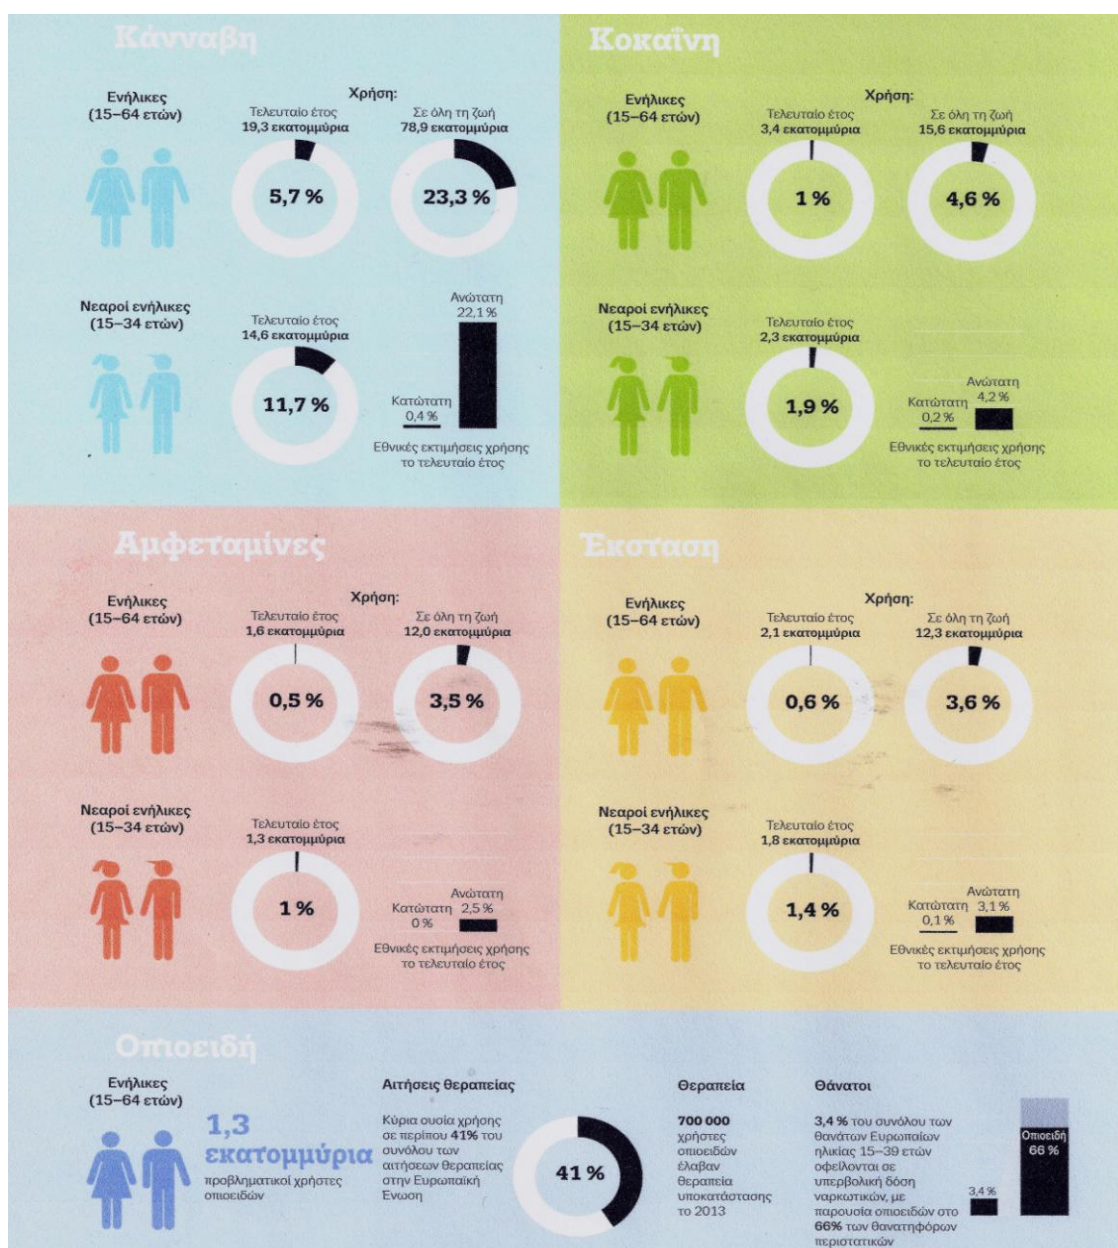 Κάνναβη
Ενήλικες
(15–64 ετών)
Χρήση:
Τελευταίο έτος
19,3 εκατομμύρια
5,7 %
Σε όλη τη ζωή
78,9 εκατομμύρια
23,3 %
Νεαροί ενήλικες
(15–34 ετών)
Τελευταίο έτος
14,6 εκατομμύρια
11,7 %
Κατώτατη
0,4 %
Ανώτατη
22,1 %
Εθνικές εκτιμήσεις χρήσης
το τελευταίο έτος
Κοκαΐνη
Ενήλικες
(15–64 ετών)
Χρήση:
Τελευταίο έτος
3,4 εκατομμύρια
1 %
Σε όλη τη ζωή
15,6 εκατομμύρια
4,6 %
Νεαροί ενήλικες
(15–34 ετών)
Τελευταίο έτος
2,3 εκατομμύρια
1,9 %
Κατώτατη
0,2 %
Ανώτατη
4,2 %
Εθνικές εκτιμήσεις χρήσης
το τελευταίο έτος
Αμφεταμίνες
Ενήλικες
(15–64 ετών)
Χρήση:
Τελευταίο έτος
1,6 εκατομμύρια
0,5 %
Σε όλη τη ζωή
12,0 εκατομμύρια
3,5 %
Νεαροί ενήλικες
(15–34 ετών)
Τελευταίο έτος
1,3 εκατομμύρια
1 %
Κατώτατη
0 %
Ανώτατη
2,5 %
Εθνικές εκτιμήσεις χρήσης
το τελευταίο έτος
Έκσταση
Ενήλικες
(15–64 ετών)
Χρήση:
Τελευταίο έτος
2,1 εκατομμύρια
0,6 %
Σε όλη τη ζωή
12,3 εκατομμύρια
3,6 %
Νεαροί ενήλικες
(15–34 ετών)
Τελευταίο έτος
1,8 εκατομμύρια
1,4 %
Κατώτατη
0,1 %
Ανώτατη
3,1 %
Εθνικές εκτιμήσεις χρήσης
το τελευταίο έτος
Οπιοειδή
Ενήλικες
(15–64 ετών)
1,3
εκατομμύρια
προβληματικοί χρήστες
οπιοειδών
Αιτήσεις θεραπείας
Κύρια ουσία χρήσης
σε περίπου 41% του
συνόλου των
αιτήσεων θεραπείας
στην Ευρωπαϊκή
Ένωση
41 %
Θεραπεία
700 000
χρήστες
οπιοειδών
έλαβαν
θεραπεία
υποκατάστασης
το 2013
Θάνατοι
3,4 % του συνόλου των
θανάτων Ευρωπαίων
ηλικίας 15–39 ετών
οφείλονται σε
υπερβολική δόση
ναρκωτικών, με
παρουσία οπιοειδών στο
66% των θανατηφόρων
περιστατικών
3,4 %
Οπιοειδή
66 %